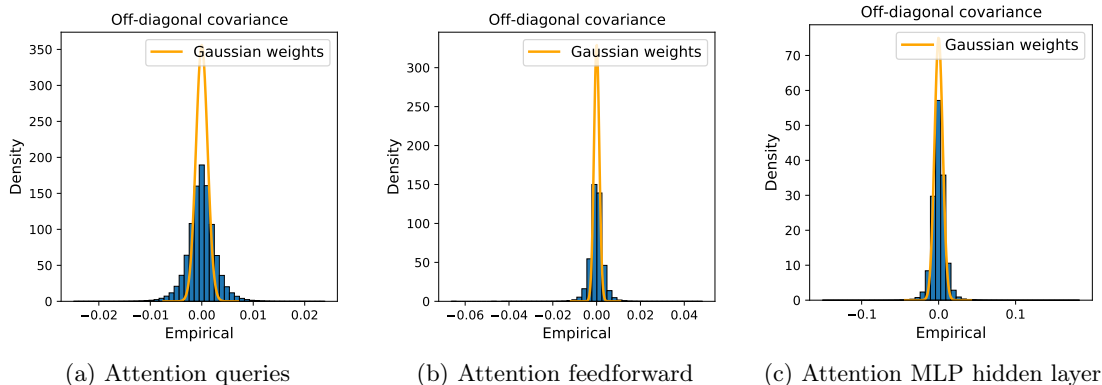 Off-diagonal covariance
Gaussian weights
350
300
250
200
150
100
50
0
Density
−0.02 −0.01 0.00 0.01 0.02
Empirical
(a) Attention queries
Off-diagonal covariance
Gaussian weights
300
250
200
150
100
50
0
Density
−0.06 −0.04 −0.02 0.00 0.02 0.04
Empirical
(b) Attention feedforward
Off-diagonal covariance
Gaussian weights
70
60
50
40
30
20
10
0
Density
−0.1 0.0 0.1
Empirical
(c) Attention MLP hidden layer